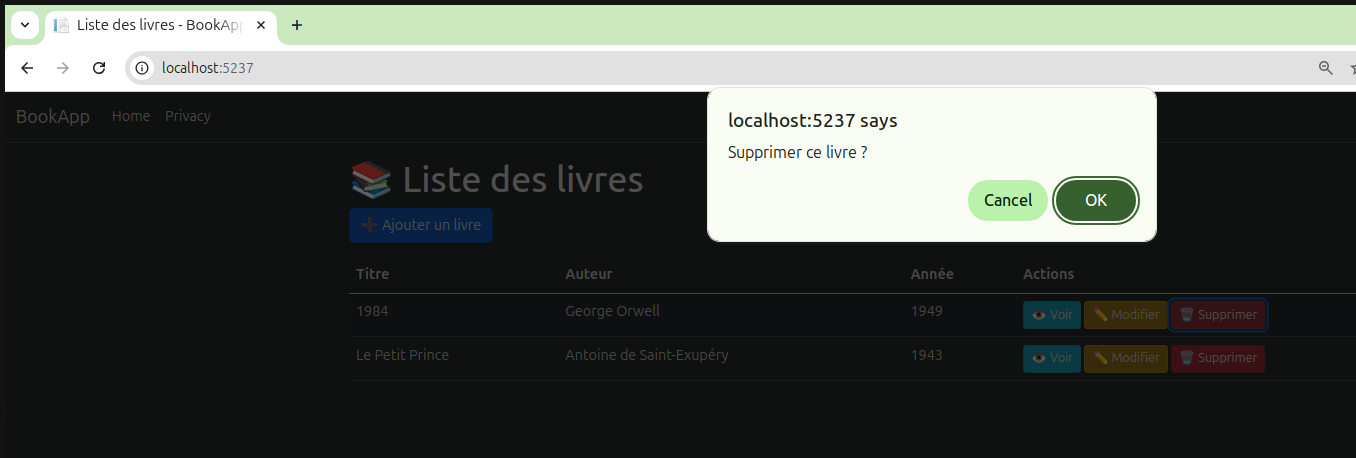 Liste des livres - BookApp
localhost:5237
BookApp Home Privacy
localhost:5237 says
Supprimer ce livre ?
Cancel OK
📚 Liste des livres
➕ Ajouter un livre
Titre Auteur Année Actions
1984 George Orwell 1949 👁️ Voir ✏️ Modifier 🗑️ Supprimer
Le Petit Prince Antoine de Saint-Exupéry 1943 👁️ Voir ✏️ Modifier 🗑️ Supprimer